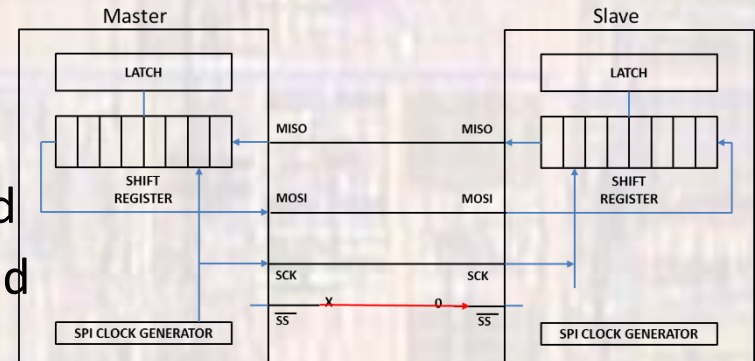 Master
Slave
LATCH
LATCH
MISO
MISO
SHIFT
REGISTER
SHIFT
REGISTER
MOSI
MOSI
d
d
SCK
SCK
X
0
SS
SS
SPI CLOCK GENERATOR
SPI CLOCK GENERATOR